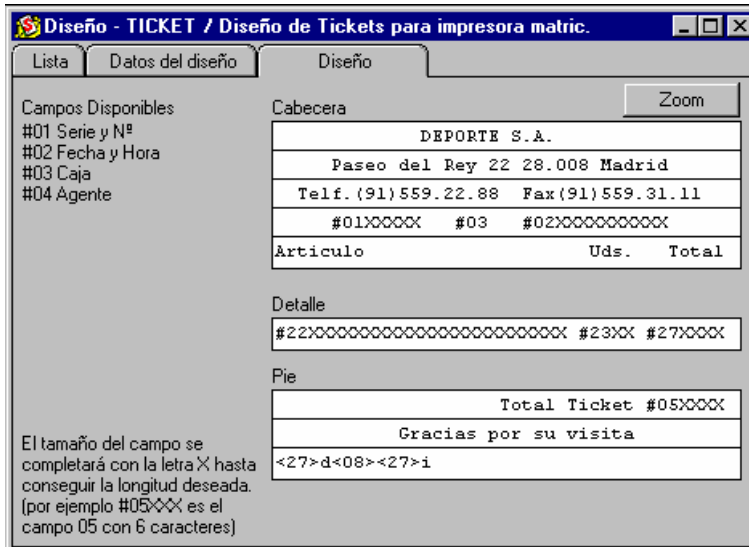 Diseño - TICKET / Diseño de Tickets para impresora matric.
Lista Datos del diseño Diseño
Zoom
Campos Disponibles
#01 Serie y Nº
#02 Fecha y Hora
#03 Caja
#04 Agente
Cabecera
DEPORTE S.A.
Paseo del Rey 22 28.008 Madrid
Telf.(91)559.22.88 Fax(91)559.31.11
#01XXXXX #03 #02XXXXXXXXXX
Articulo Uds. Total
Detalle
#22XXXXXXXXXXXXXXXXXXXXXXXX #23XX #27XXXX
Pie
Total Ticket #05XXXX
Gracias por su visita
<27>d<08><27>i
El tamaño del campo se
completará con la letra X hasta
conseguir la longitud deseada.
(por ejemplo #05XXX es el
campo 05 con 6 caracteres)